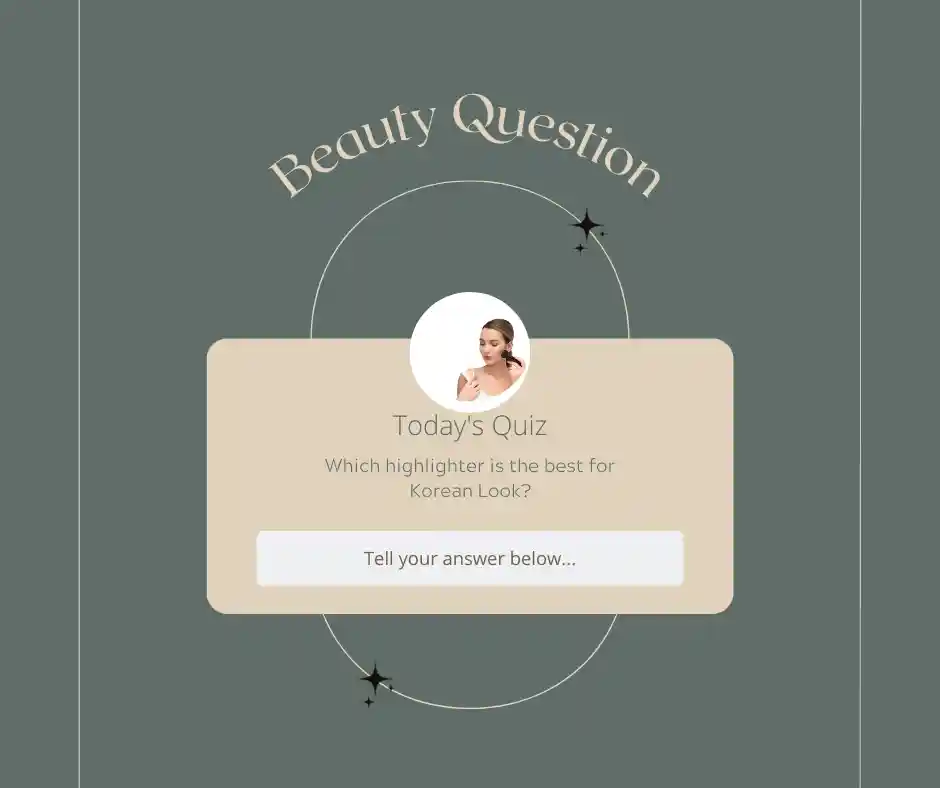 Beauty Question
Today's Quiz
Which highlighter is the best for
Korean Look?
Tell your answer below...